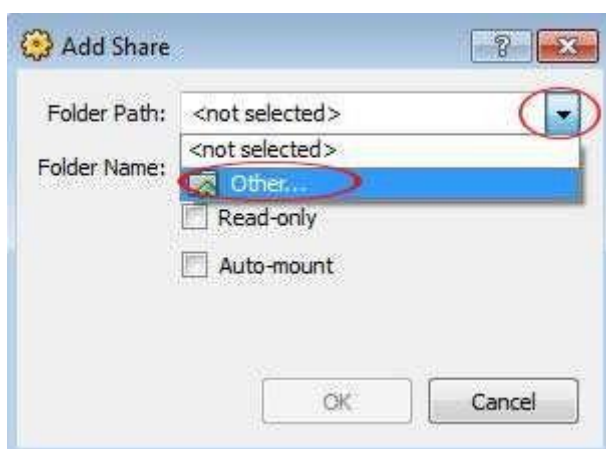 Add Share
?
Folder Path: <not selected>
<not selected>
Folder Name:
Other...
Read-only
Auto-mount
OK Cancel